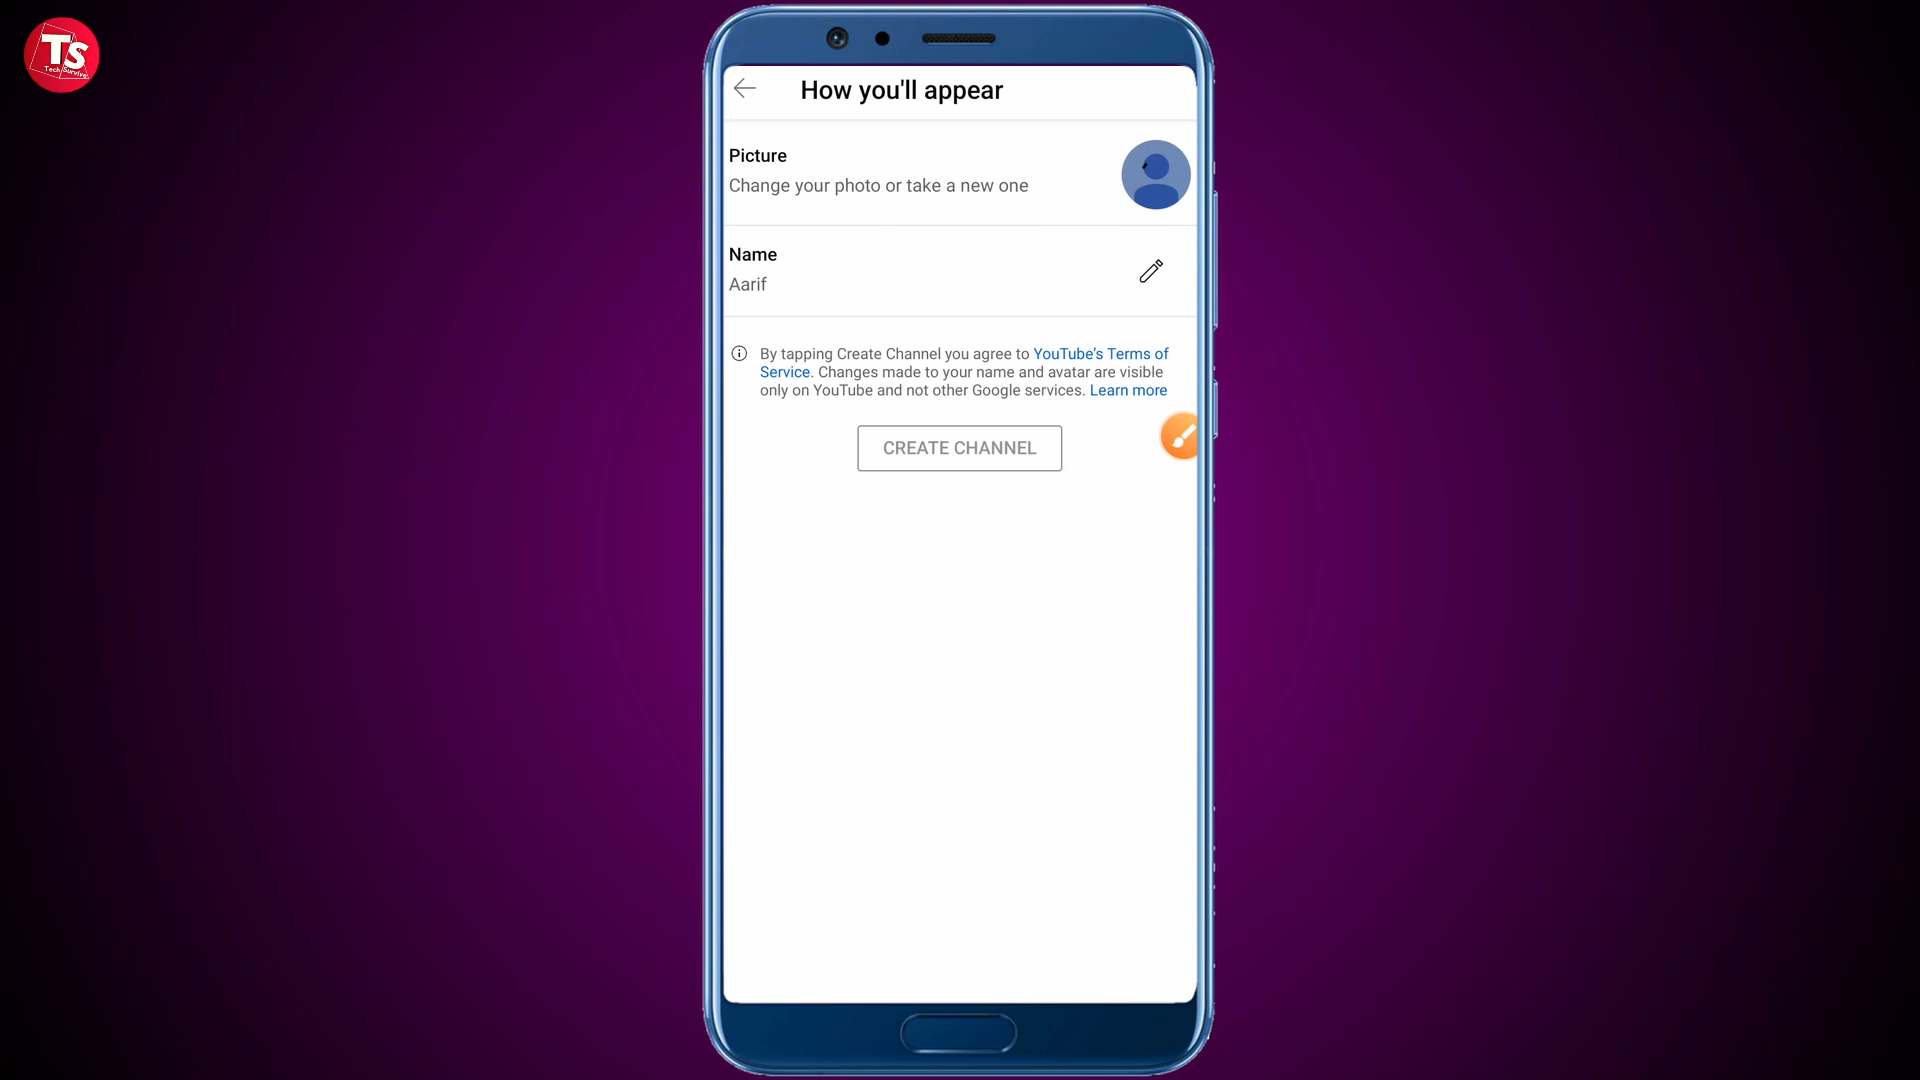 TS
Tech Survive
How you'll appear
Picture
Change your photo or take a new one
Name
Aarif
By tapping Create Channel you agree to YouTube’s Terms of
Service. Changes made to your name and avatar are visible
only on YouTube and not other Google services. Learn more
CREATE CHANNEL